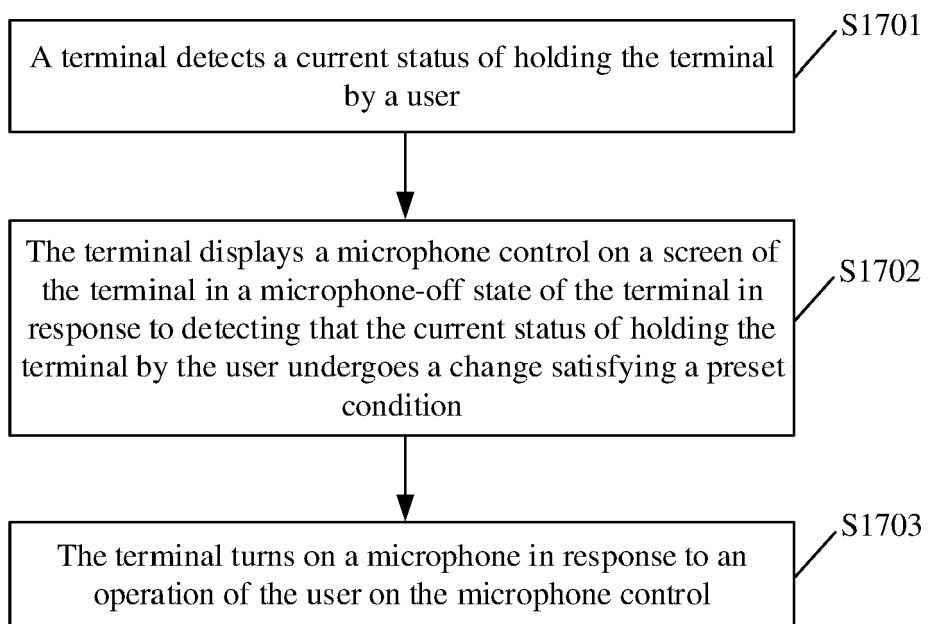 A terminal detects a current status of holding the terminal
by a user
S1701
The terminal displays a microphone control on a screen of
the terminal in a microphone-off state of the terminal in
response to detecting that the current status of holding the
terminal by the user undergoes a change satisfying a preset
condition
S1702
The terminal turns on a microphone in response to an
operation of the user on the microphone control
S1703